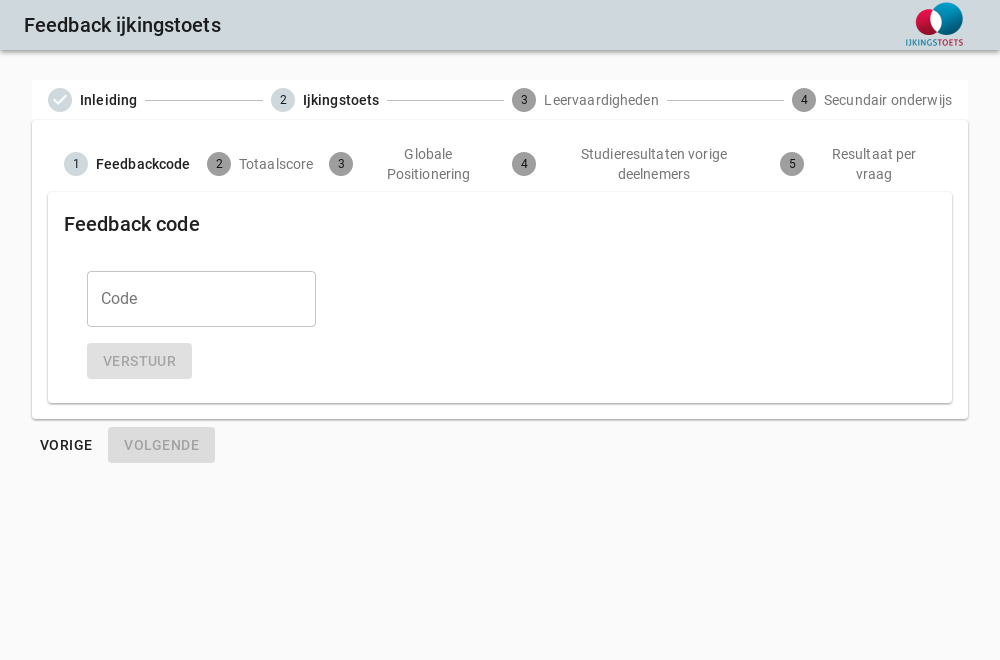 Feedback ijkingstoets
IJKINGSTOETS
Inleiding
2 Ijkingstoets
3 Leervaardigheden
4 Secundair onderwijs
1 Feedbackcode
2 Totaalscore
3 Globale
Positionering
4 Studieresultaten vorige
deelnemers
5 Resultaat per
vraag
Feedback code
Code
VERSTUUR
VORIGE
VOLGENDE